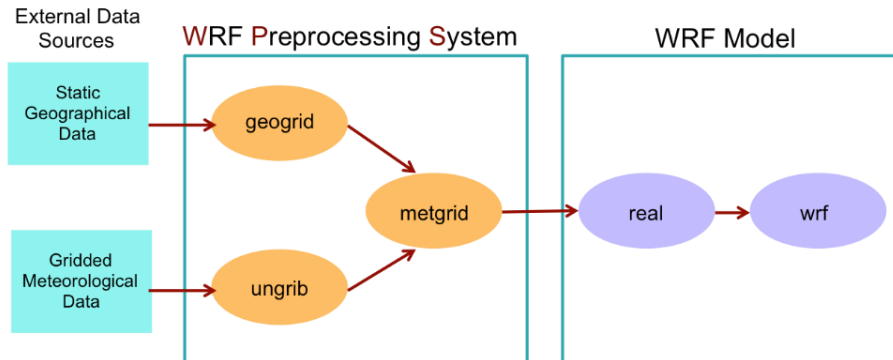 External Data
Sources
WRF Preprocessing System
WRF Model
Static
Geographical
Data
geogrid
metgrid
real
wrf
Gridded
Meteorological
Data
ungrib